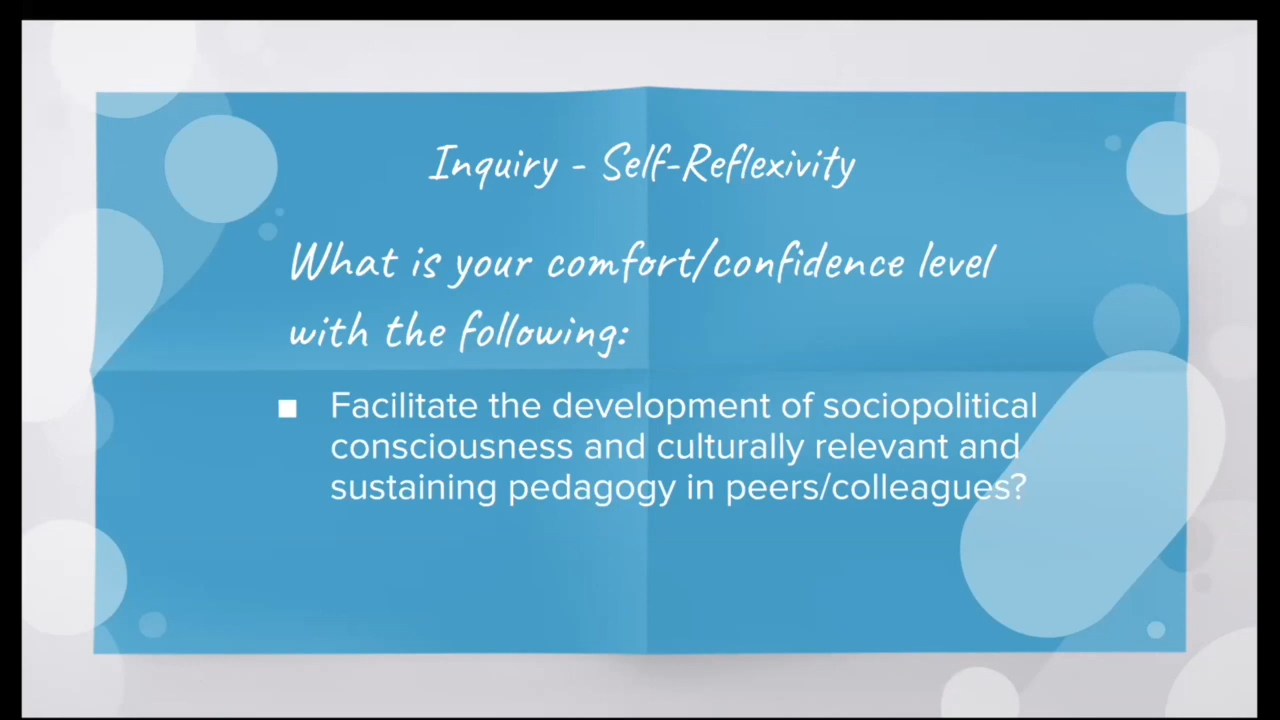 Inquiry - Self-Reflexivity
What is your comfort/confidence level
with the following:
Facilitate the development of sociopolitical
consciousness and culturally relevant and
sustaining pedagogy in peers/colleagues?